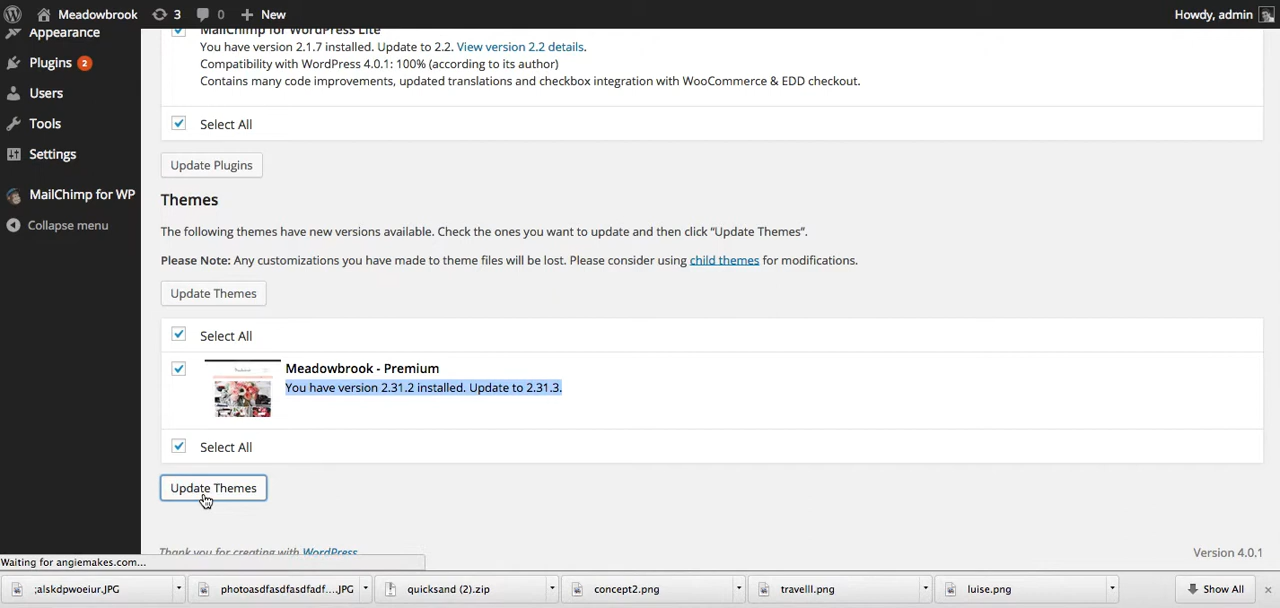 Meadowbrook 3 0 New Howdy, admin
Appearance
Plugins 2
Users
Tools
Settings
MailChimp for WP
Collapse menu
MailChimp for WordPress Lite
You have version 2.1.7 installed. Update to 2.2. View version 2.2 details.
Compatibility with WordPress 4.0.1: 100% (according to its author)
Contains many code improvements, updated translations and checkbox integration with WooCommerce & EDD checkout.
Select All
Update Plugins
Themes
The following themes have new versions available. Check the ones you want to update and then click “Update Themes”.
Please Note: Any customizations you have made to theme files will be lost. Please consider using child themes for modifications.
Update Themes
Select All
Meadowbrook - Premium
You have version 2.31.2 installed. Update to 2.31.3.
Select All
Update Themes
Thank you for creating with WordPress
Version 4.0.1
Waiting for angiemakes.com...
;alskdpwoeiur.JPG photoasdfasdfasdfadf....JPG quicksand (2).zip concept2.png travelll.png luise.png Show All